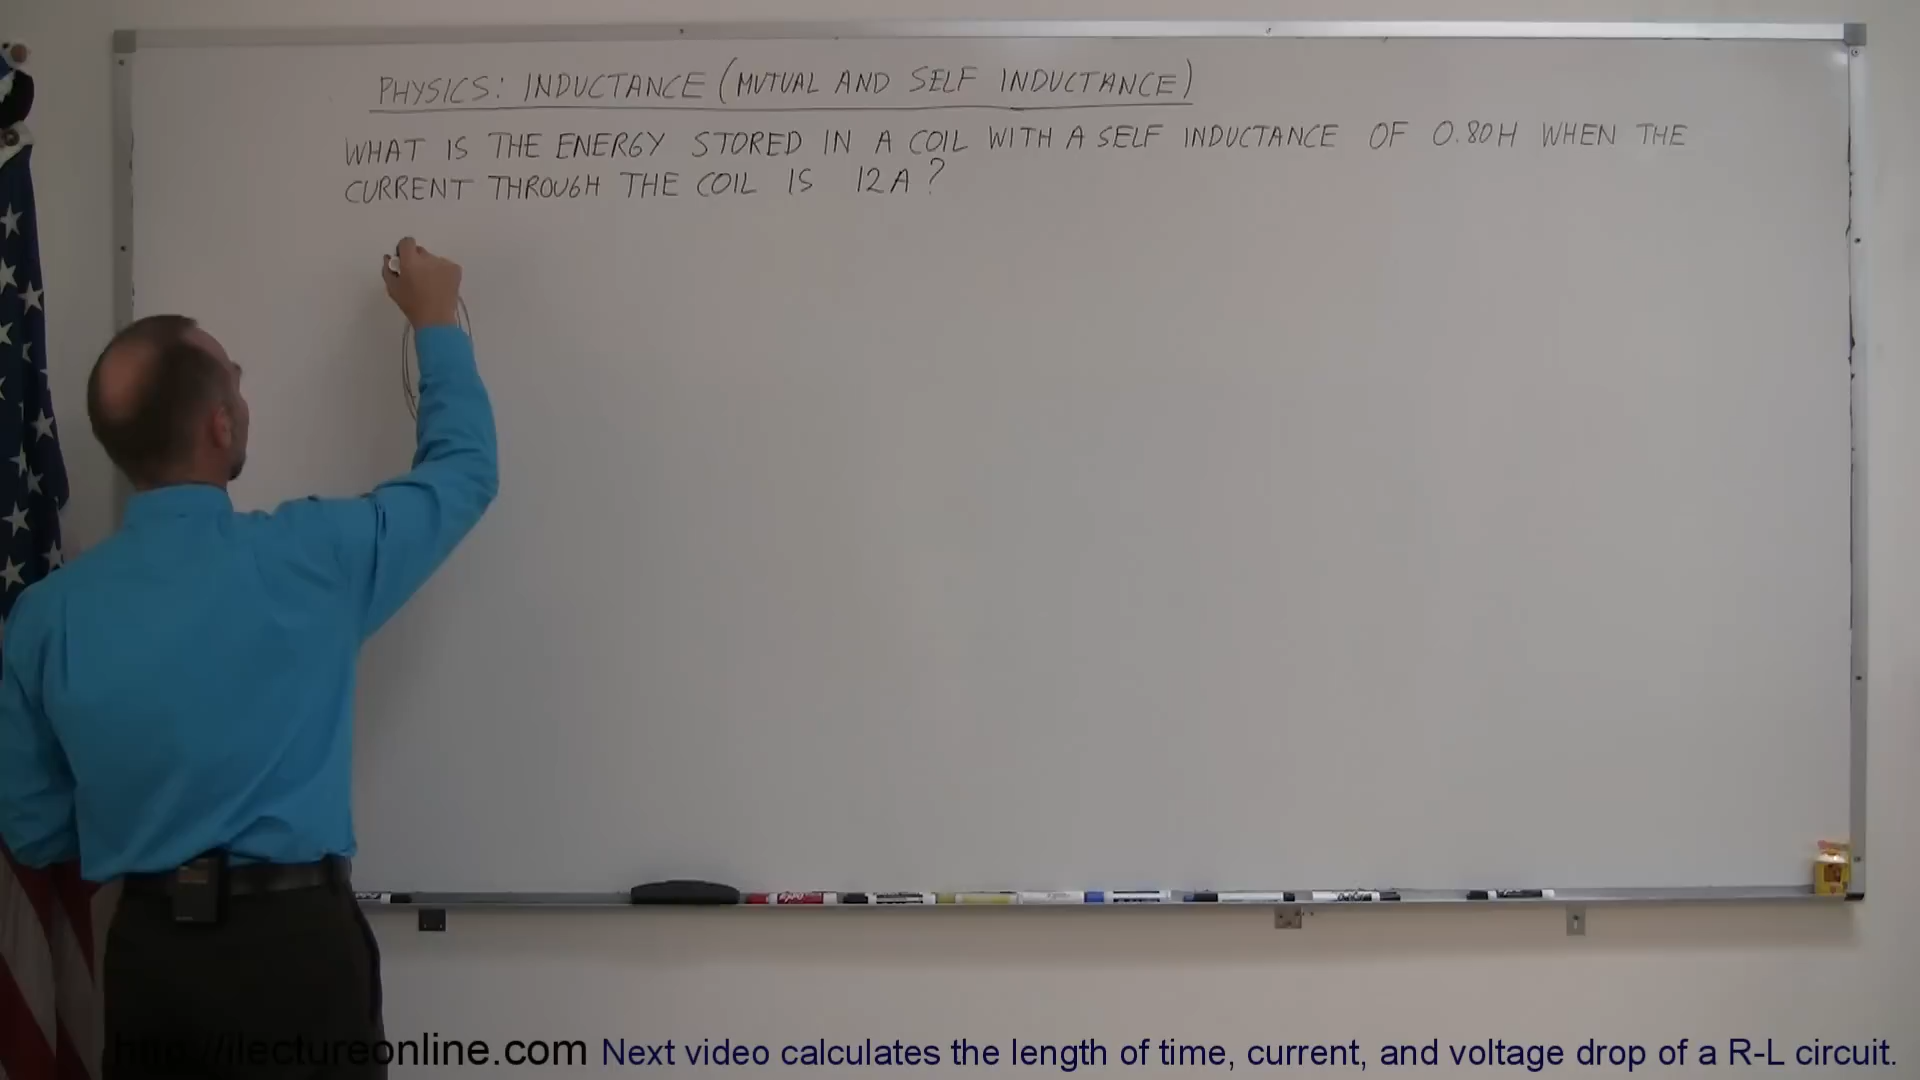 PHYSICS: INDUCTANCE (MUTUAL AND SELF INDUCTANCE)
WHAT IS THE ENERGY STORED IN A COIL WITH A SELF INDUCTANCE OF 0.80H WHEN THE
CURRENT THROUGH THE COIL IS 12A?
http://ilectureonline.com Next video calculates the length of time, current, and voltage drop of a R-L circuit.